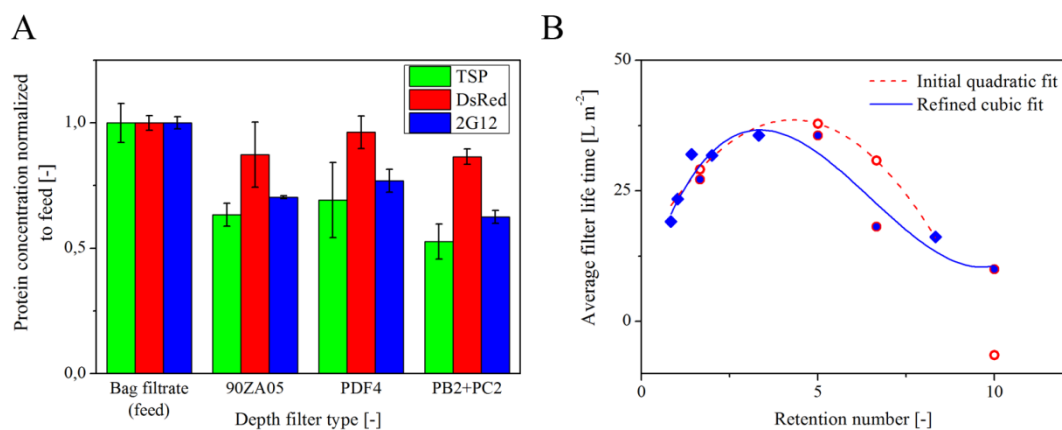 A
Protein concentration normalized
to feed [-]
1,0
0,5
0,0
TSP
DsRed
2G12
Bag filtrate
(feed)
90ZA05
PDF4
PB2+PC2
Depth filter type [-]
B
Average filter life time [L m-2]
50
25
0
Initial quadratic fit
Refined cubic fit
0
5
10
Retention number [-]